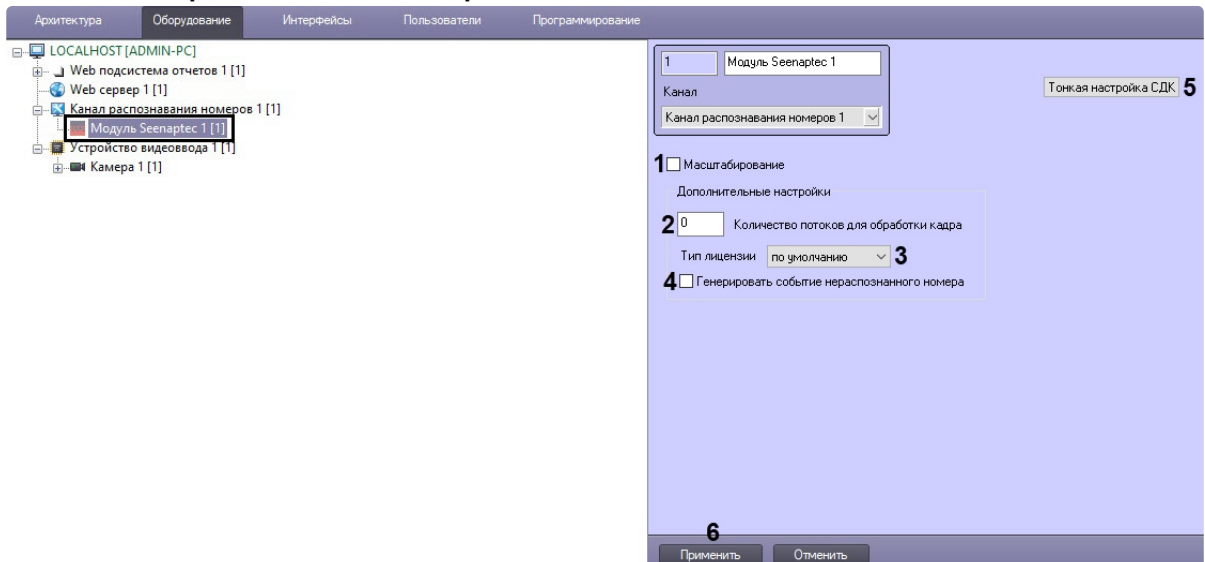 Архитектура Оборудование Интерфейсы Пользователи Программирование
LOCALHOST [ADMIN-PC]
Web подсистема отчетов 1 [1]
Web сервер 1 [1]
Канал распознавания номеров 1 [1]
Модуль Seenaptec 1 [1]
Устройство видеоввода 1 [1]
Камера 1 [1]
1 Модуль Seenaptec 1
Канал
Канал распознавания номеров 1
Тонкая настройка СДК 5
1 Масштабирование
Дополнительные настройки
2 0 Количество потоков для обработки кадра
Тип лицензии по умолчанию 3
4 Генерировать событие нераспознанного номера
6
Применить Отменить